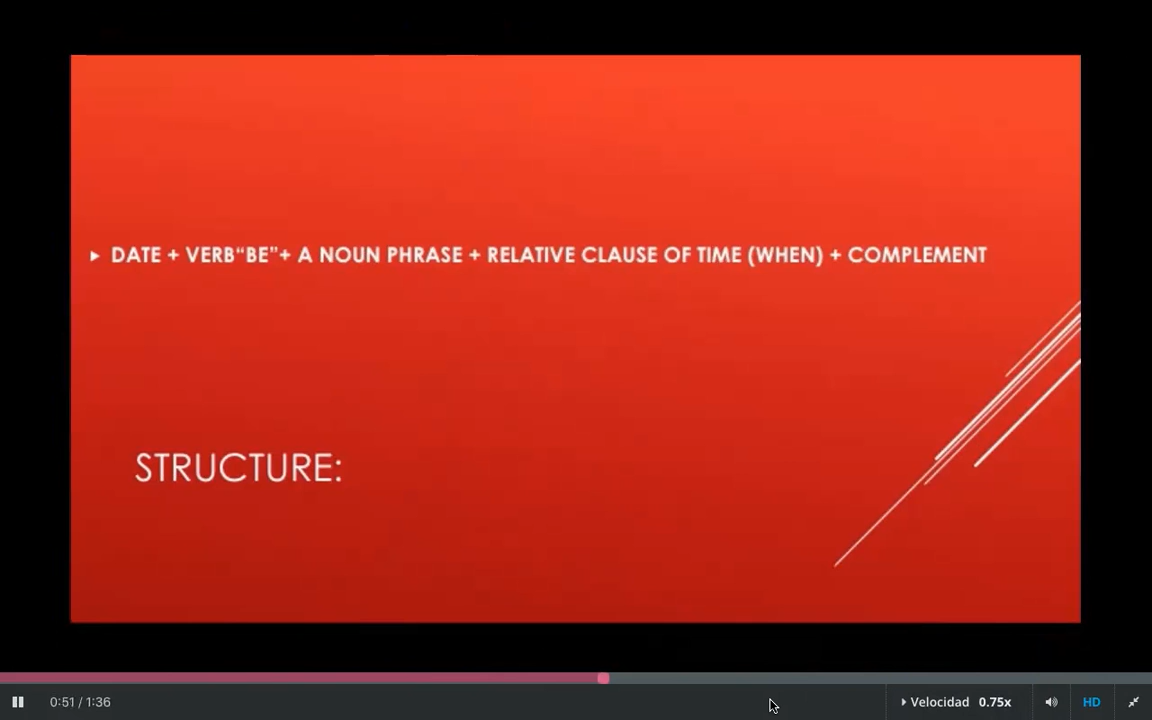 DATE + VERB“BE”+ A NOUN PHRASE + RELATIVE CLAUSE OF TIME (WHEN) + COMPLEMENT
STRUCTURE:
0:51 / 1:36
Velocidad 0.75x
HD